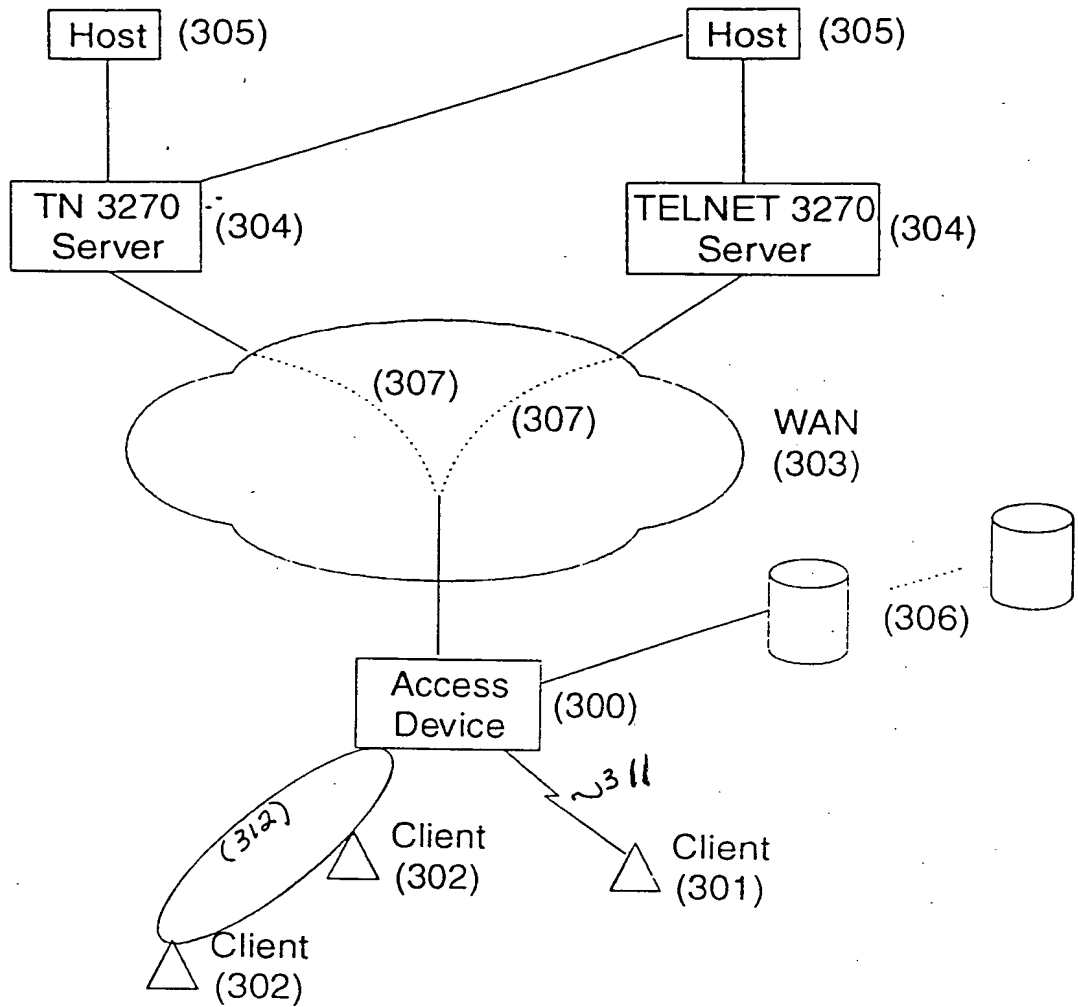 Host (305)
Host (305)
TN 3270
Server
(304)
TELNET 3270
Server
(304)
(307)
(307)
WAN
(303)
(306)
Access
Device
(300)
~311
(312)
Client
(302)
Client
(301)
Client
(302)